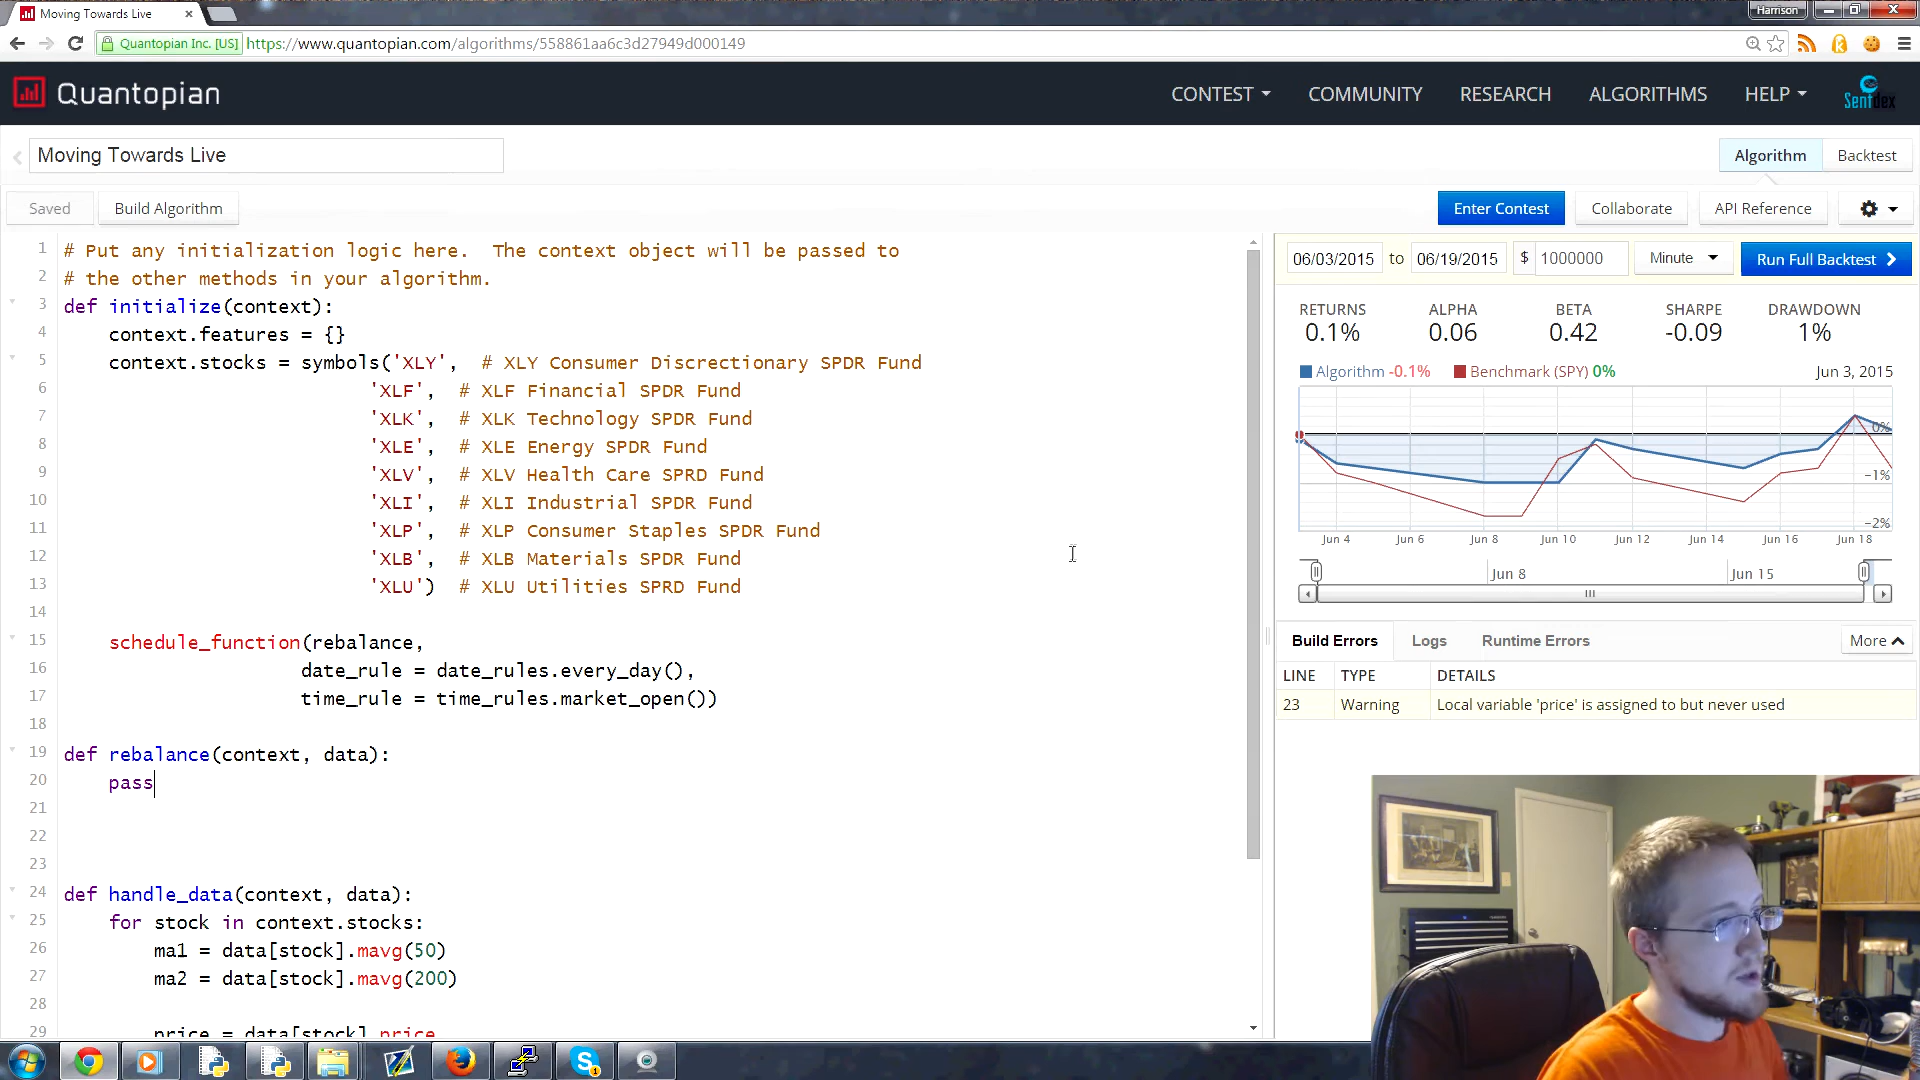 Moving Towards Live
Harrison
Quantopian Inc. [US] https://www.quantopian.com/algorithms/558861aa6c3d27949d000149
Quantopian
CONTEST COMMUNITY RESEARCH ALGORITHMS HELP
Sentdex
Moving Towards Live
Algorithm Backtest
Saved Build Algorithm
Enter Contest Collaborate API Reference
1 # Put any initialization logic here.  The context object will be passed to
2 # the other methods in your algorithm.
3 def initialize(context):
4 context.features = {}
5 context.stocks = symbols('XLY',  # XLY Consumer Discrectionary SPDR Fund
6 'XLF',  # XLF Financial SPDR Fund
7 'XLK',  # XLK Technology SPDR Fund
8 'XLE',  # XLE Energy SPDR Fund
9 'XLV',  # XLV Health Care SPRD Fund
10 'XLI',  # XLI Industrial SPDR Fund
11 'XLP',  # XLP Consumer Staples SPDR Fund
12 'XLB',  # XLB Materials SPDR Fund
13 'XLU')  # XLU Utilities SPRD Fund
14
15 schedule_function(rebalance,
16 date_rule = date_rules.every_day(),
17 time_rule = time_rules.market_open())
18
19 def rebalance(context, data):
20 pass
21
22
23
24 def handle_data(context, data):
25 for stock in context.stocks:
26 ma1 = data[stock].mavg(50)
27 ma2 = data[stock].mavg(200)
28
29 price = data[stock].price
06/03/2015 to 06/19/2015 $ 1000000 Minute Run Full Backtest
RETURNS ALPHA BETA SHARPE DRAWDOWN
0.1% 0.06 0.42 -0.09 1%
Algorithm -0.1% Benchmark (SPY) 0% Jun 3, 2015
0%
-1%
-2%
Jun 4 Jun 6 Jun 8 Jun 10 Jun 12 Jun 14 Jun 16 Jun 18
Jun 8 Jun 15
Build Errors Logs Runtime Errors More
LINE TYPE DETAILS
23 Warning Local variable 'price' is assigned to but never used